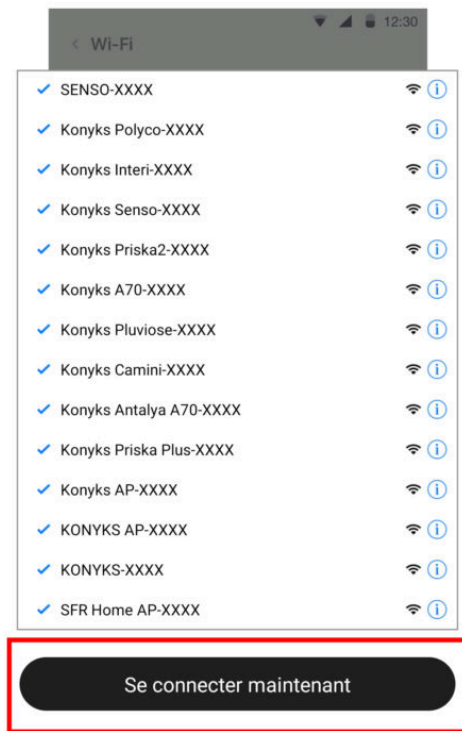 12:30
< Wi-Fi
SENSO-XXXX
Konyks Polyco-XXXX
Konyks Interi-XXXX
Konyks Senso-XXXX
Konyks Priska2-XXXX
Konyks A70-XXXX
Konyks Pluviose-XXXX
Konyks Camini-XXXX
Konyks Antalya A70-XXXX
Konyks Priska Plus-XXXX
Konyks AP-XXXX
KONYKS AP-XXXX
KONYKS-XXXX
SFR Home AP-XXXX
Se connecter maintenant